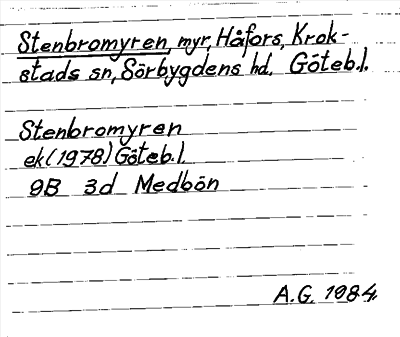 Stenbromyren, myr, Håfors, Krok-
stads sn, Sörbygdens hd. Göteb.l.
Stenbromyren
ek (1978) Göteb.l.
9B 3d Medbön
A.G. 1984